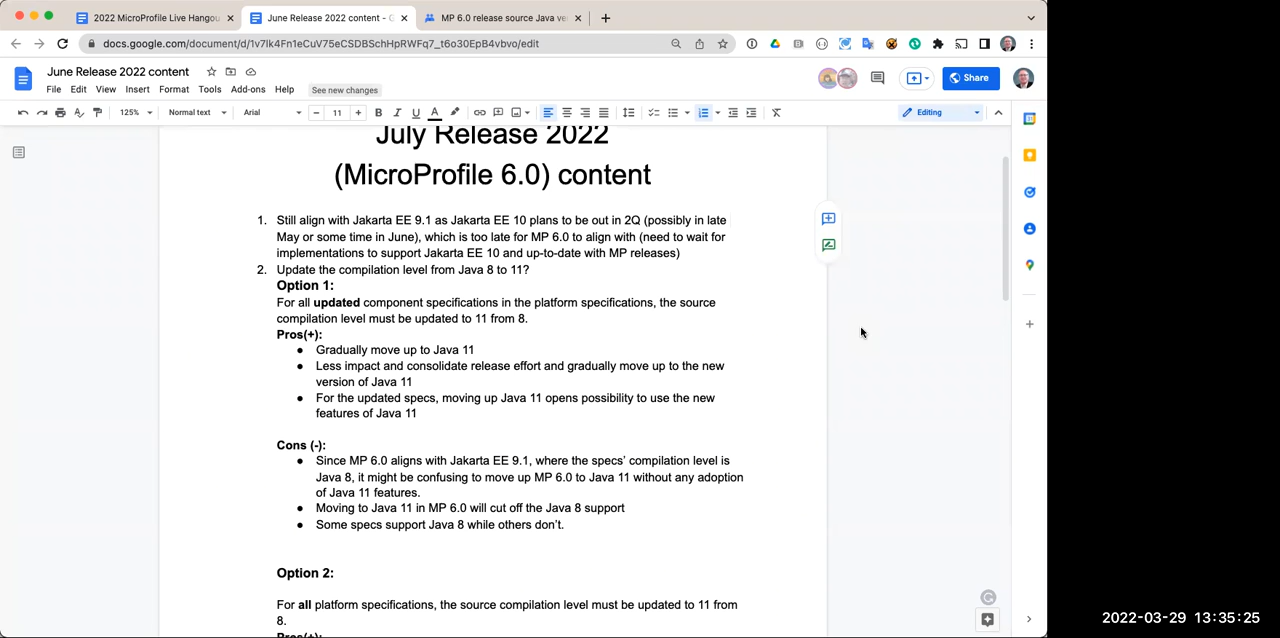 2022 MicroProfile Live Hangou
June Release 2022 content - G
MP 6.0 release source Java ve
docs.google.com/document/d/1v7lk4Fn1eCuV75eCSDBSchHpRWFq7_t6o30EpB4vbvo/edit
June Release 2022 content
File Edit View Insert Format Tools Add-ons Help See new changes
Share
125% Normal text Arial 11 B I U A Editing
July Release 2022
(MicroProfile 6.0) content
1. Still align with Jakarta EE 9.1 as Jakarta EE 10 plans to be out in 2Q (possibly in late
May or some time in June), which is too late for MP 6.0 to align with (need to wait for
implementations to support Jakarta EE 10 and up-to-date with MP releases)
2. Update the compilation level from Java 8 to 11?
Option 1:
For all updated component specifications in the platform specifications, the source
compilation level must be updated to 11 from 8.
Pros(+):
● Gradually move up to Java 11
● Less impact and consolidate release effort and gradually move up to the new
version of Java 11
● For the updated specs, moving up Java 11 opens possibility to use the new
features of Java 11
Cons (-):
● Since MP 6.0 aligns with Jakarta EE 9.1, where the specs’ compilation level is
Java 8, it might be confusing to move up MP 6.0 to Java 11 without any adoption
of Java 11 features.
● Moving to Java 11 in MP 6.0 will cut off the Java 8 support
● Some specs support Java 8 while others don’t.
Option 2:
For all platform specifications, the source compilation level must be updated to 11 from
8.
Pros(+):
2022-03-29 13:35:25